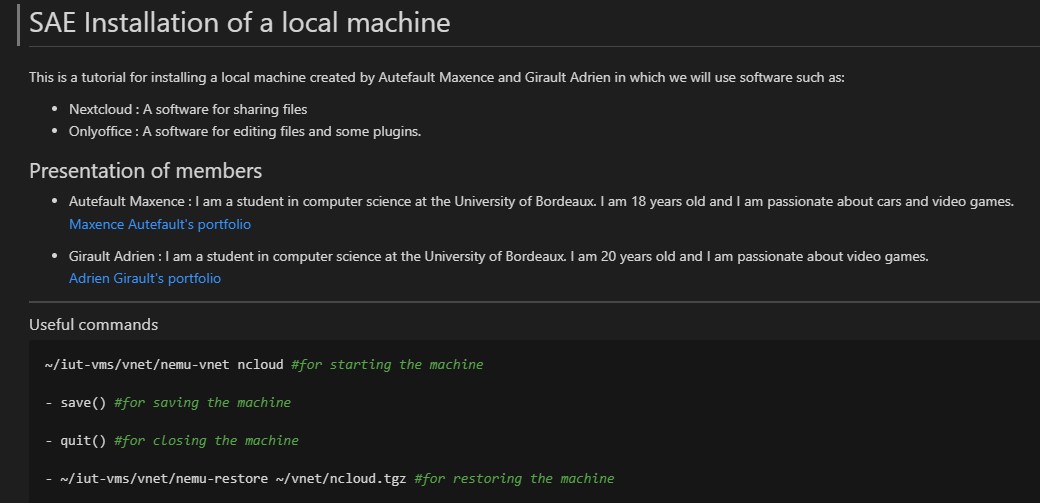 SAE Installation of a local machine
This is a tutorial for installing a local machine created by Autefault Maxence and Girault Adrien in which we will use software such as:
• Nextcloud : A software for sharing files
• Onlyoffice : A software for editing files and some plugins.
Presentation of members
• Autefault Maxence : I am a student in computer science at the University of Bordeaux. I am 18 years old and I am passionate about cars and video games.
Maxence Autefault's portfolio
• Girault Adrien : I am a student in computer science at the University of Bordeaux. I am 20 years old and I am passionate about video games.
Adrien Girault's portfolio
Useful commands
~/iut-vms/vnet/nemu-vnet ncloud #for starting the machine
- save() #for saving the machine
- quit() #for closing the machine
- ~/iut-vms/vnet/nemu-restore ~/vnet/ncloud.tgz #for restoring the machine